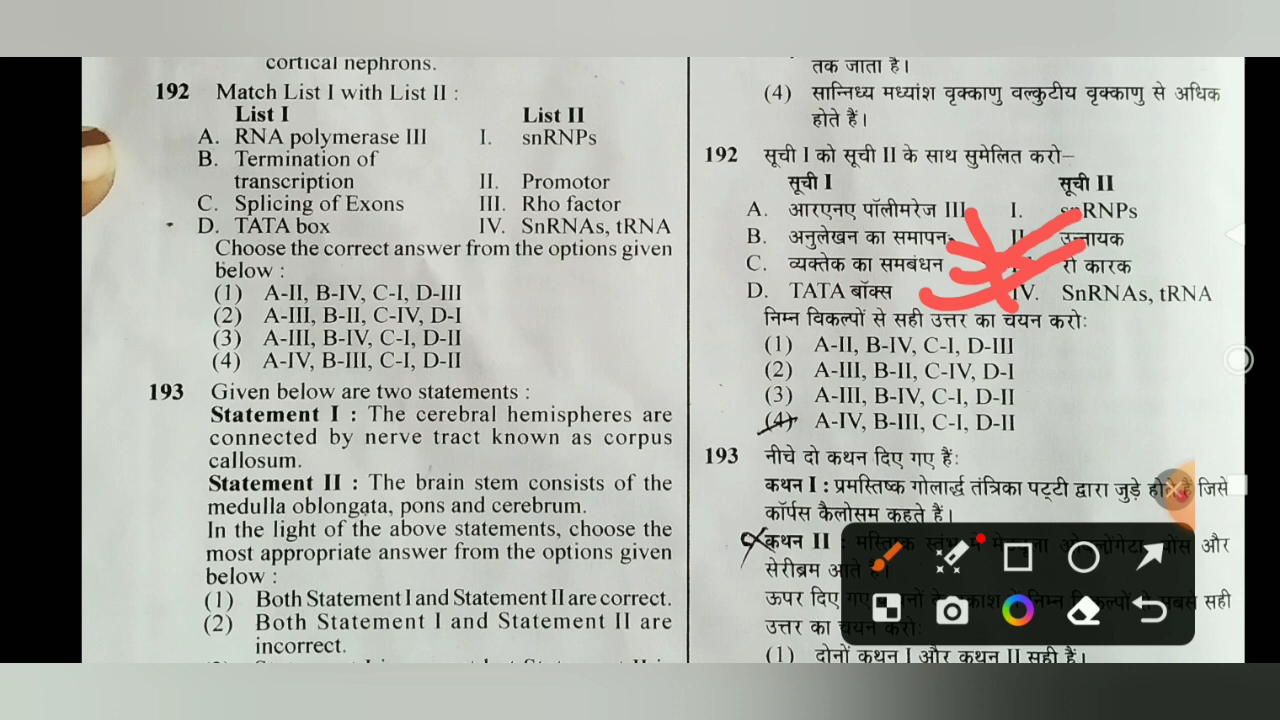 cortical nephrons.
192 Match List I with List II :
List I List II
A. RNA polymerase III I. snRNPs
B. Termination of
transcription II. Promotor
C. Splicing of Exons III. Rho factor
D. TATA box IV. SnRNAs, tRNA
Choose the correct answer from the options given
below :
(1) A-II, B-IV, C-I, D-III
(2) A-III, B-II, C-IV, D-I
(3) A-III, B-IV, C-I, D-II
(4) A-IV, B-III, C-I, D-II
193 Given below are two statements :
Statement I : The cerebral hemispheres are
connected by nerve tract known as corpus
callosum.
Statement II : The brain stem consists of the
medulla oblongata, pons and cerebrum.
In the light of the above statements, choose the
most appropriate answer from the options given
below :
(1) Both Statement I and Statement II are correct.
(2) Both Statement I and Statement II are
incorrect.
तक जाता है।
(4) सान्निध्य मध्यांश वृक्काणु वल्कुटीय वृक्काणु से अधिक
होते हैं।
192 सूची I को सूची II के साथ सुमेलित करो–
सूची I सूची II
A. आरएनए पॉलीमरेज III I. snRNPs
B. अनुलेखन का समापन II. उन्नायक
C. व्यक्तेक का समबंधन रो कारक
D. TATA बॉक्स IV. SnRNAs, tRNA
निम्न विकल्पों से सही उत्तर का चयन करो:
(1) A-II, B-IV, C-I, D-III
(2) A-III, B-II, C-IV, D-I
(3) A-III, B-IV, C-I, D-II
(4) A-IV, B-III, C-I, D-II
193 नीचे दो कथन दिए गए हैं:
कथन I : प्रमस्तिष्क गोलार्द्ध तंत्रिका पट्टी द्वारा जुड़े होते हैं जिसे
कॉर्पस कैलोसम कहते हैं।
कथन II : मस्तिष्क स्तंभ में और
सेरीब्रम आते हैं।
ऊपर दिए गए सबसे सही
उत्तर का चयन करो:
(1) दोनों कथन I और कथन II सही हैं।